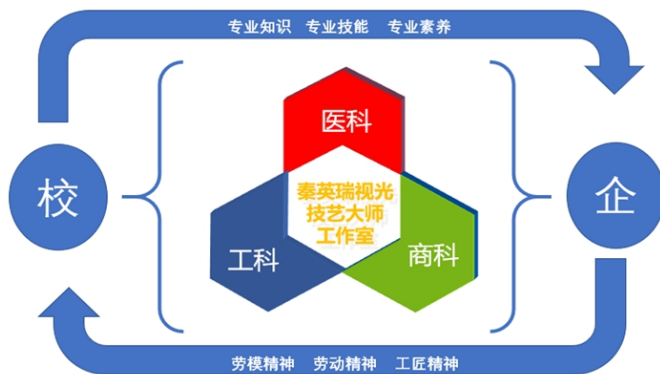 专业知识 专业技能 专业素养
校
医科
秦英瑞视光
技艺大师
工作室
工科
商科
企
劳模精神 劳动精神 工匠精神